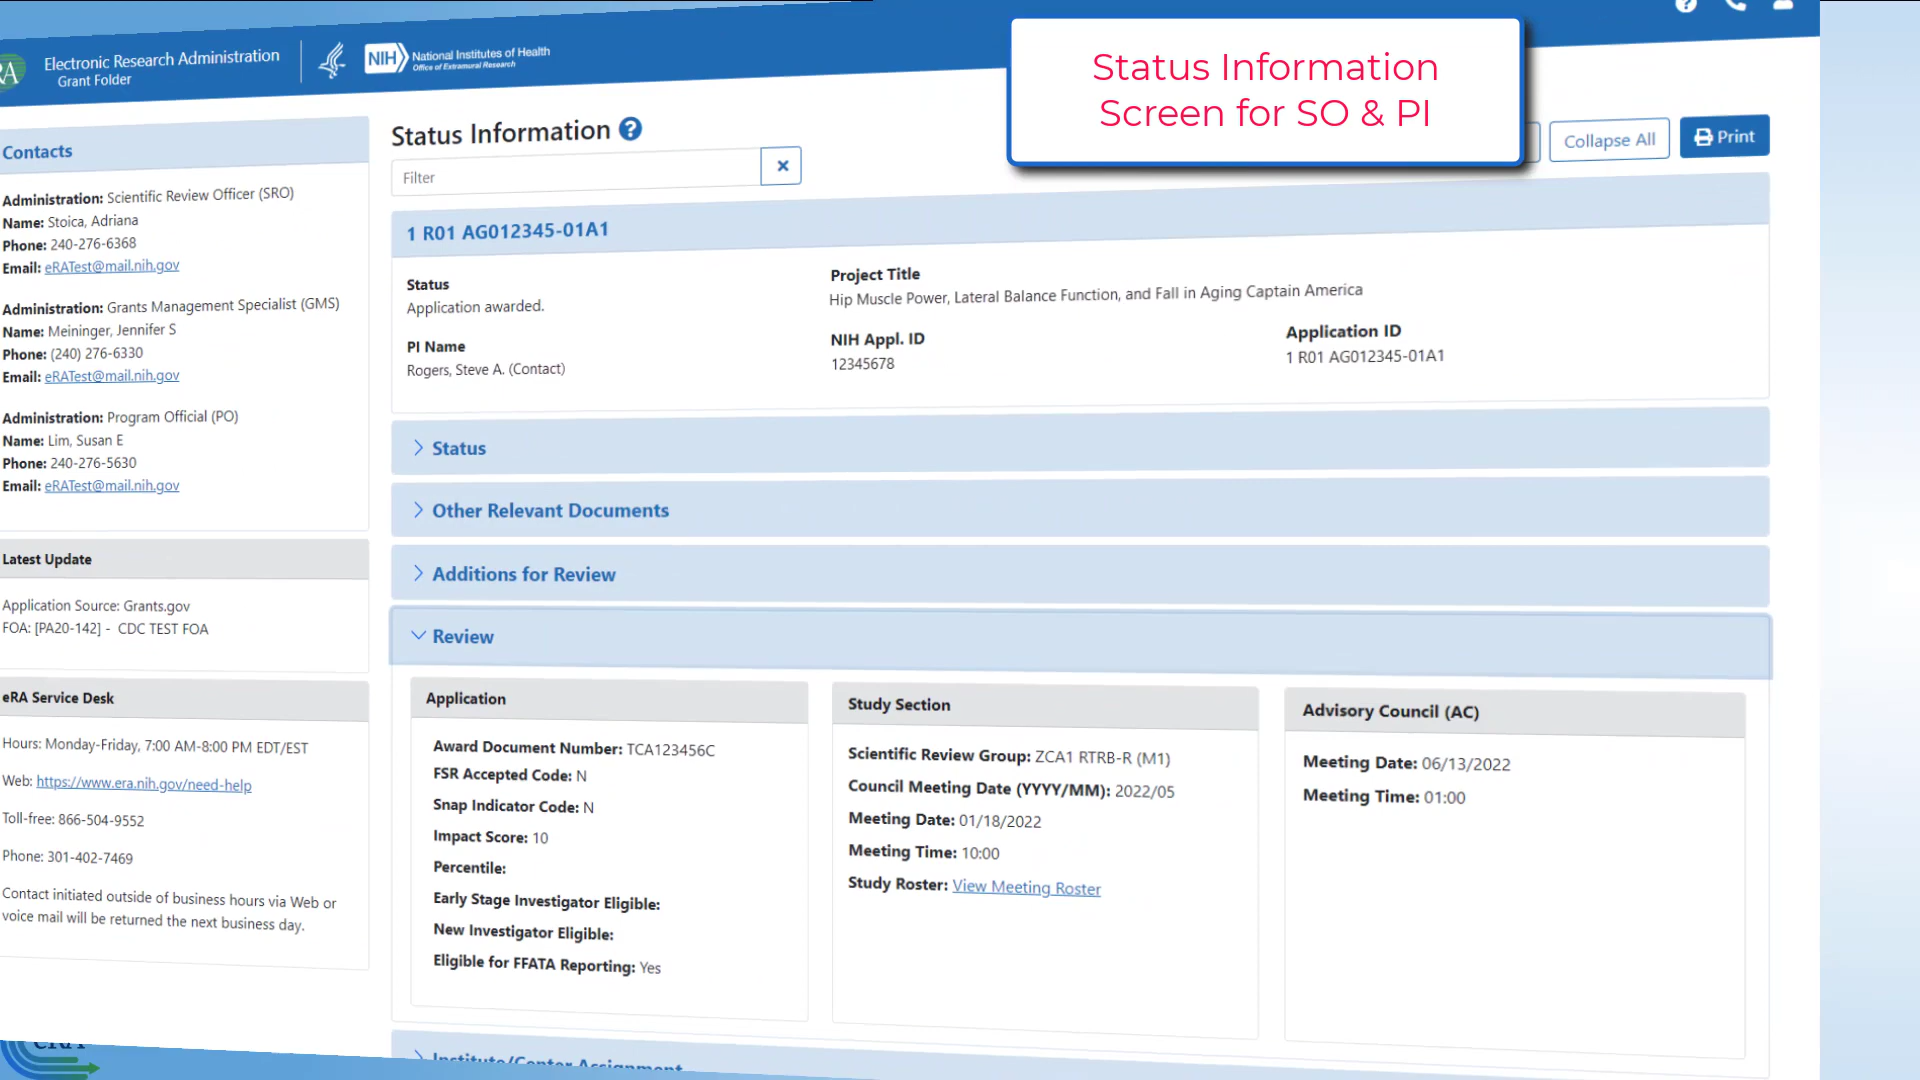 Electronic Research Administration
Grant Folder
NIH
National Institutes of Health
Office of Extramural Research
Status Information
Screen for SO & PI
Contacts
Administration: Scientific Review Officer (SRO)
Name: Stoica, Adriana
Phone: 240-276-6368
Email: eRATest@mail.nih.gov
Administration: Grants Management Specialist (GMS)
Name: Meininger, Jennifer S
Phone: (240) 276-6330
Email: eRATest@mail.nih.gov
Administration: Program Official (PO)
Name: Lim, Susan E
Phone: 240-276-5630
Email: eRATest@mail.nih.gov
Latest Update
Application Source: Grants.gov
FOA: [PA20-142] - CDC TEST FOA
eRA Service Desk
Hours: Monday-Friday, 7:00 AM-8:00 PM EDT/EST
Web: https://www.era.nih.gov/need-help
Toll-free: 866-504-9552
Phone: 301-402-7469
Contact initiated outside of business hours via Web or
voice mail will be returned the next business day.
Status Information
Filter
Collapse All
Print
1 R01 AG012345-01A1
Status
Application awarded.
Project Title
Hip Muscle Power, Lateral Balance Function, and Fall in Aging Captain America
PI Name
Rogers, Steve A. (Contact)
NIH Appl. ID
12345678
Application ID
1 R01 AG012345-01A1
Status
Other Relevant Documents
Additions for Review
Review
Application
Award Document Number: TCA123456C
FSR Accepted Code: N
Snap Indicator Code: N
Impact Score: 10
Percentile:
Early Stage Investigator Eligible:
New Investigator Eligible:
Eligible for FFATA Reporting: Yes
Study Section
Scientific Review Group: ZCA1 RTRB-R (M1)
Council Meeting Date (YYYY/MM): 2022/05
Meeting Date: 01/18/2022
Meeting Time: 10:00
Study Roster: View Meeting Roster
Advisory Council (AC)
Meeting Date: 06/13/2022
Meeting Time: 01:00
Institute/Center Assignment